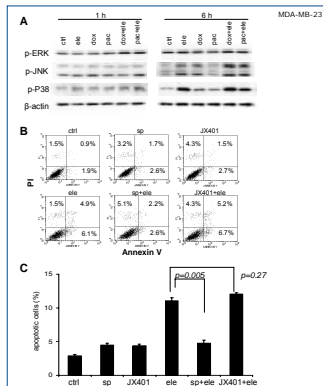 MDA-MB-23
A
1 h
6 h
ctrl ele dox pac dox+ele pac+ele
ctrl ele dox pac dox+ele pac+ele
p-ERK
p-JNK
p-P38
β-actin
B
ctrl sp JX401
1.5% 0.9% 3.2% 1.7% 4.3% 1.5%
1.9% 2.6% 2.7%
PI
ele sp+ele JX401+ele
1.5% 4.9% 5.1% 2.2% 4.3% 5.2%
6.1% 2.6% 6.7%
Annexin V
C
p=0.005 p=0.27
apoptotic cells (%)
15
10
5
0
ctrl sp JX401 ele sp+ele JX401+ele